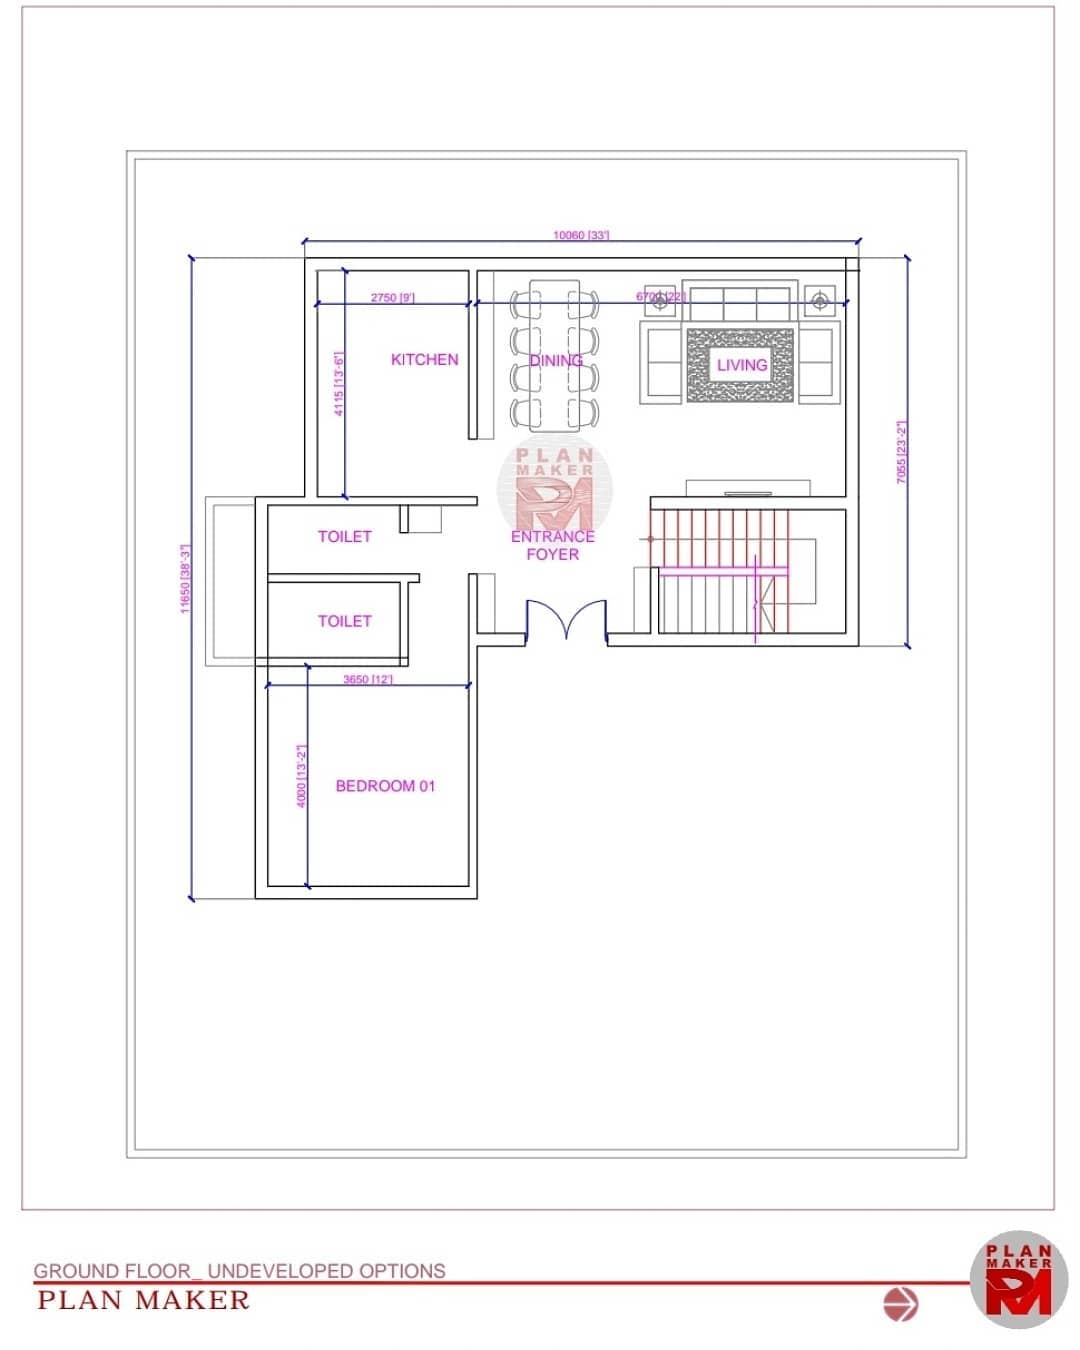 10060 [33']
2750 [9']
6700 [22']
KITCHEN
DINING
LIVING
4115 [13'-6"]
7055 [23'-2"]
PLAN
MAKER
PM
TOILET
ENTRANCE
FOYER
11650 [38'-3"]
TOILET
3650 [12']
4000 [13'-2"]
BEDROOM 01
GROUND FLOOR_ UNDEVELOPED OPTIONS
PLAN MAKER
PLAN
MAKER
PM